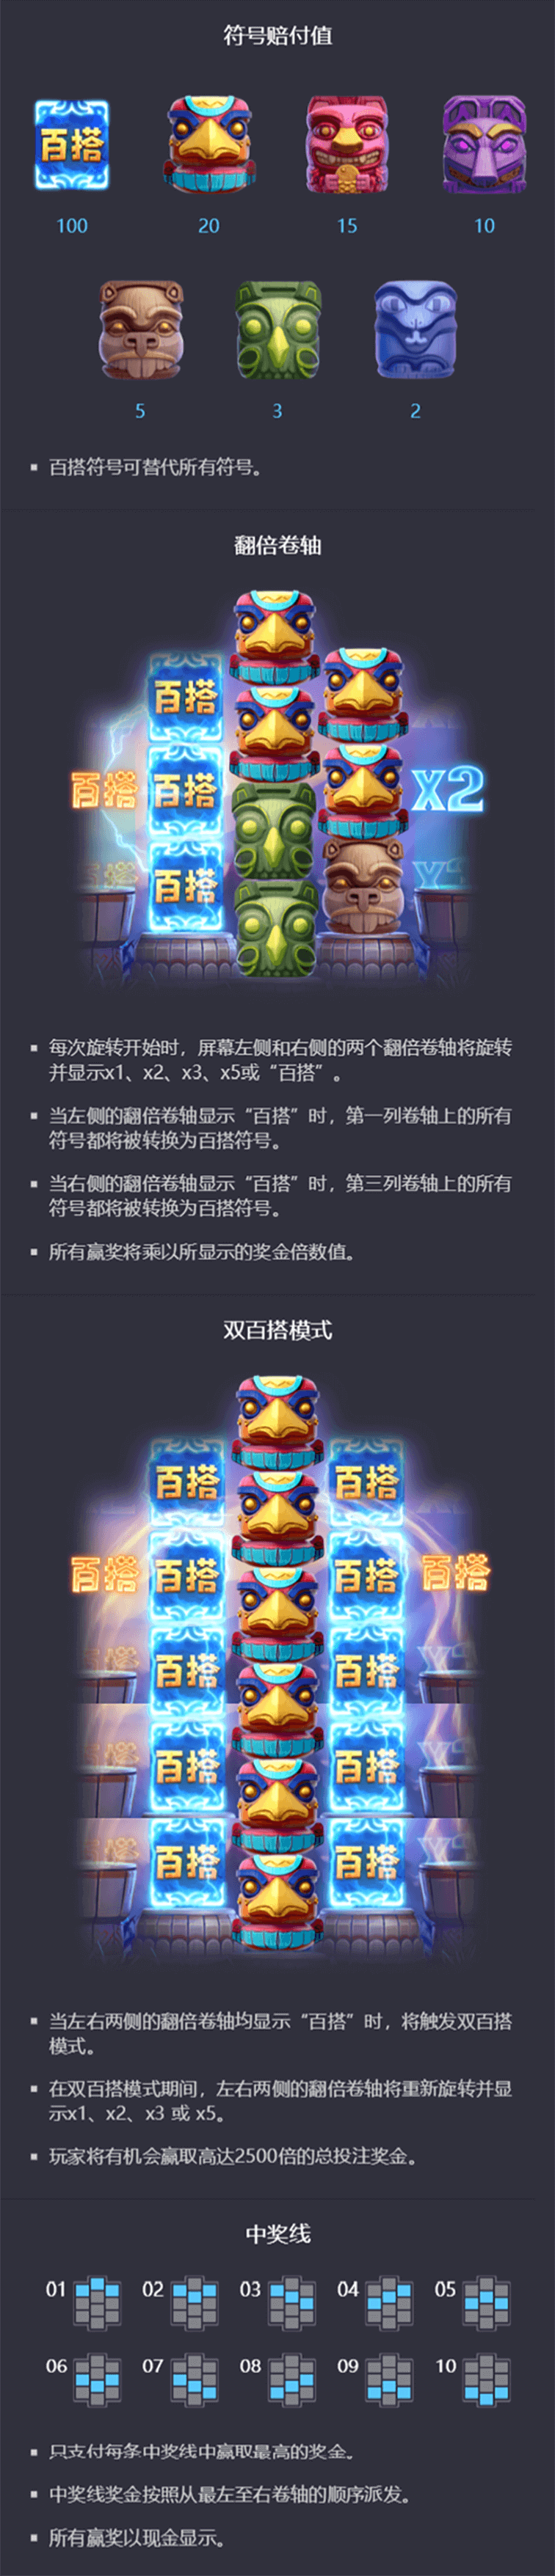 符号赔付值
百搭
100 20 15 10
5 3 2
百搭符号可替代所有符号。
翻倍卷轴
百搭
百搭 百搭 X2
百搭
每次旋转开始时，屏幕左侧和右侧的两个翻倍卷轴将旋转
并显示x1、x2、x3、x5或“百搭”。
当左侧的翻倍卷轴显示“百搭”时，第一列卷轴上的所有
符号都将被转换为百搭符号。
当右侧的翻倍卷轴显示“百搭”时，第三列卷轴上的所有
符号都将被转换为百搭符号。
所有赢奖将乘以所显示的奖金倍数值。
双百搭模式
百搭 百搭
百搭 百搭 百搭 百搭
百搭 百搭
百搭 百搭
百搭 百搭
当左右两侧的翻倍卷轴均显示“百搭”时，将触发双百搭
模式。
在双百搭模式期间，左右两侧的翻倍卷轴将重新旋转并显
示x1、x2、x3 或 x5。
玩家将有机会赢取高达2500倍的总投注奖金。
中奖线
01 02 03 04 05
06 07 08 09 10
只支付每条中奖线中赢取最高的奖金。
中奖线奖金按照从最左至右卷轴的顺序派发。
所有赢奖以现金显示。